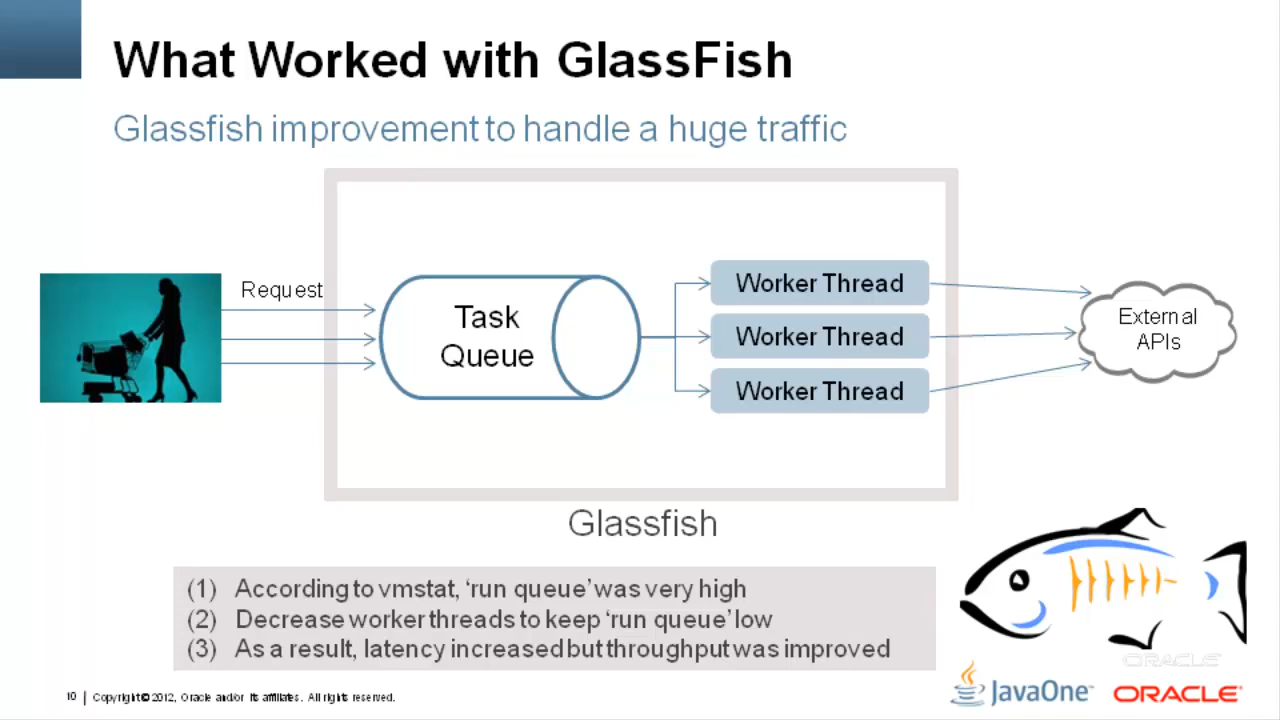 What Worked with GlassFish
Glassfish improvement to handle a huge traffic
Request
Task
Queue
Worker Thread
Worker Thread
Worker Thread
External
APIs
Glassfish
(1) According to vmstat, ‘run queue’ was very high
(2) Decrease worker threads to keep ‘run queue’ low
(3) As a result, latency increased but throughput was improved
ORACLE
10 | Copyright © 2012, Oracle and/or its affiliates. All rights reserved.
JavaOne™ ORACLE®